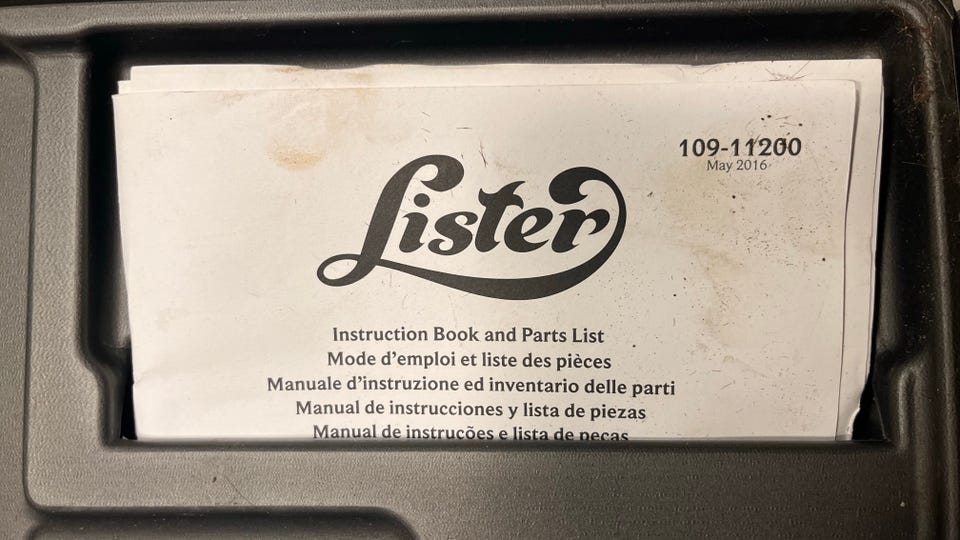 109-11200
May 2016
Lister
Instruction Book and Parts List
Mode d'emploi et liste des pièces
Manuale d'instruzione ed inventario delle parti
Manual de instrucciones y lista de piezas
Manual de instruções e lista de peças